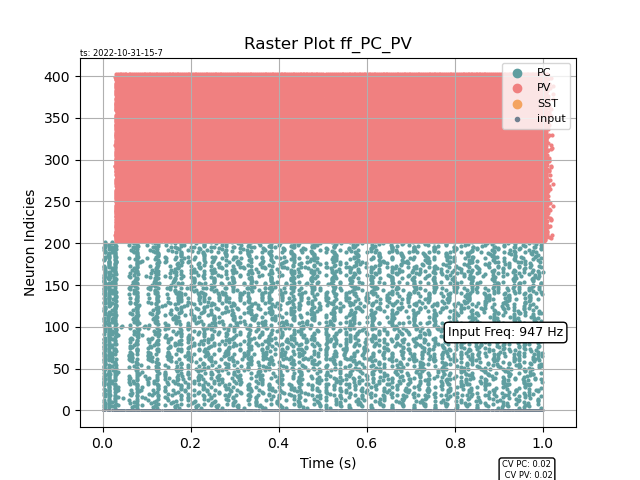 Raster Plot ff_PC_PV
ts: 2022-10-31-15-7
PC
PV
SST
input
400
350
300
250
200
150
100
50
0
Neuron Indicies
Input Freq: 947 Hz
0.0 0.2 0.4 0.6 0.8 1.0
Time (s)
CV PC: 0.02
CV PV: 0.02